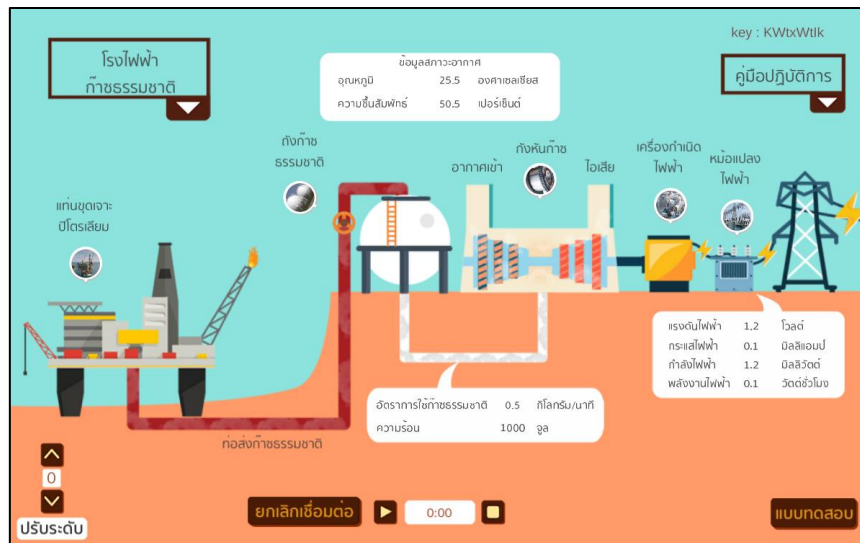 key : KWtxWtIk
โรงไฟฟ้า
ก๊าซธรรมชาติ
ข้อมูลสภาวะอากาศ
อุณหภูมิ 25.5 องศาเซลเซียส
ความชื้นสัมพัทธ์ 50.5 เปอร์เซ็นต์
คู่มือปฏิบัติการ
ถังก๊าซ
ธรรมชาติ
อากาศเข้า
กังหันก๊าซ
ไอเสีย
เครื่องกำเนิด
ไฟฟ้า
หม้อแปลง
ไฟฟ้า
แท่นขุดเจาะ
ปิโตรเลียม
แรงดันไฟฟ้า 1.2 โวลต์
กระแสไฟฟ้า 0.1 มิลลิแอมป์
กำลังไฟฟ้า 1.2 มิลลิวัตต์
พลังงานไฟฟ้า 0.1 วัตต์ชั่วโมง
อัตราการใช้ก๊าซธรรมชาติ 0.5 กิโลกรัม/นาที
ความร้อน 1000 จูล
ท่อส่งก๊าซธรรมชาติ
0
ปรับระดับ
ยกเลิกเชื่อมต่อ
0:00
แบบทดสอบ